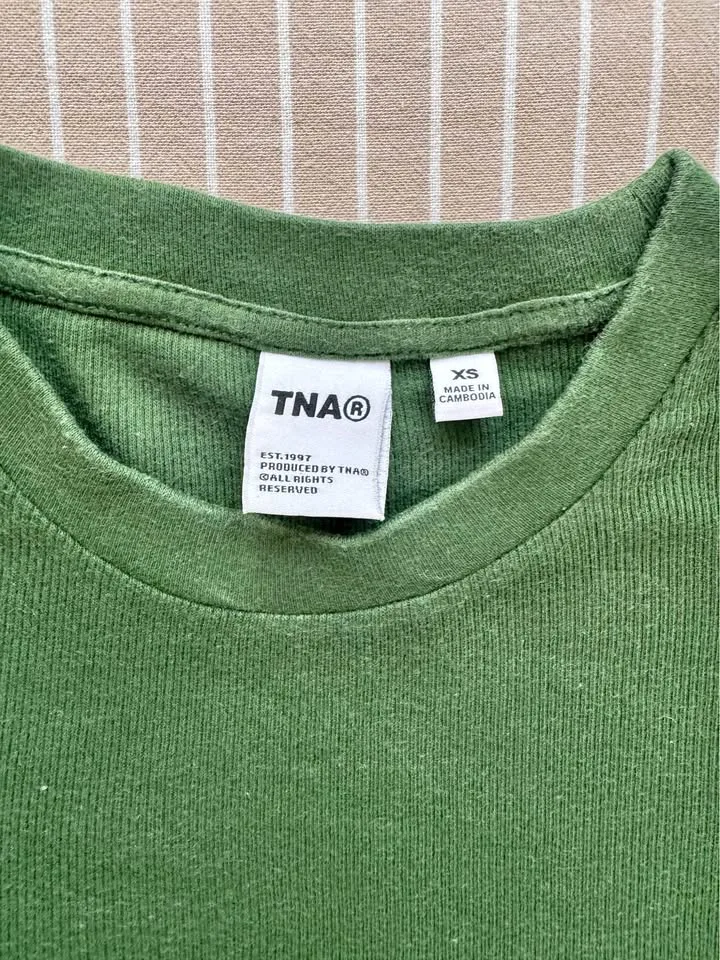 TNA®
EST.1997
PRODUCED BY TNA®
©ALL RIGHTS
RESERVED
XS
MADE IN
CAMBODIA